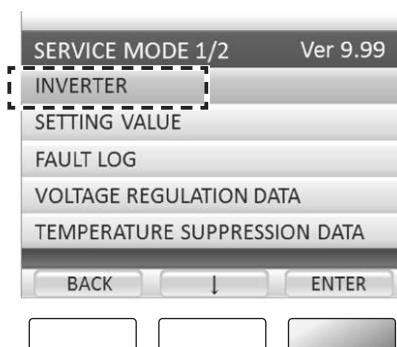 SERVICE MODE 1/2 Ver 9.99
INVERTER
SETTING VALUE
FAULT LOG
VOLTAGE REGULATION DATA
TEMPERATURE SUPPRESSION DATA
BACK ↓ ENTER